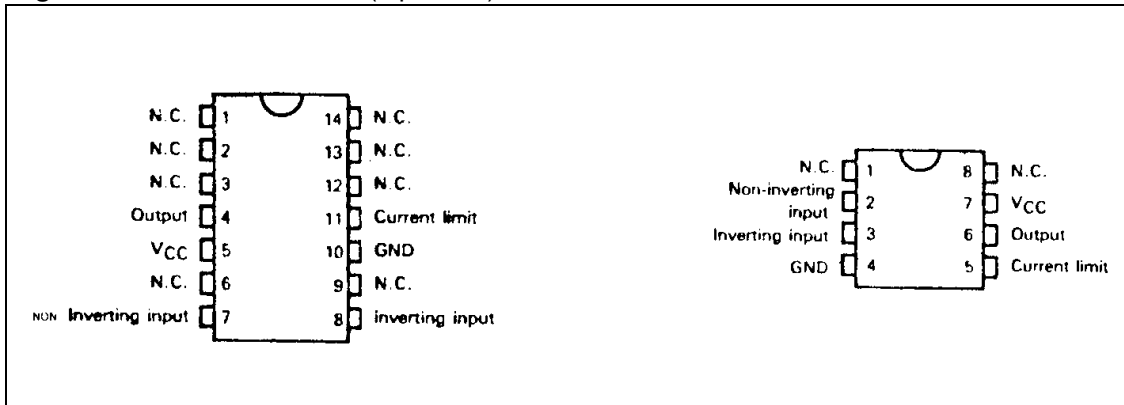 N.C. 1 14 N.C.
N.C. 2 13 N.C.
N.C. 3 12 N.C.
Output 4 11 Current limit
VCC 5 10 GND
N.C. 6 9 N.C.
NON Inverting input 7 8 inverting input
N.C. 1 8 N.C.
Non-inverting
input 2 7 VCC
Inverting input 3 6 Output
GND 4 5 Current limit